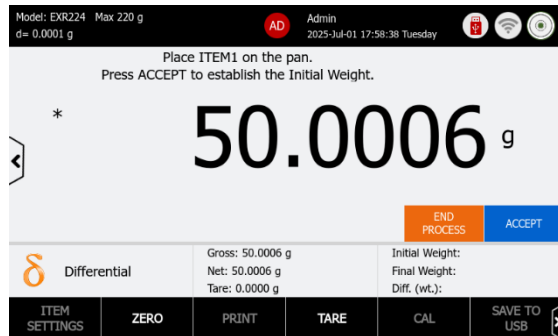 Model: EXR224 Max 220 g
d= 0.0001 g
AD
Admin
2025-Jul-01 17:58:38 Tuesday
Place ITEM1 on the pan.
Press ACCEPT to establish the Initial Weight.
*
50.0006 g
END
PROCESS
ACCEPT
δ
Differential
Gross: 50.0006 g
Net: 50.0006 g
Tare: 0.0000 g
Initial Weight:
Final Weight:
Diff. (wt.):
ITEM
SETTINGS
ZERO
PRINT
TARE
CAL
SAVE TO
USB